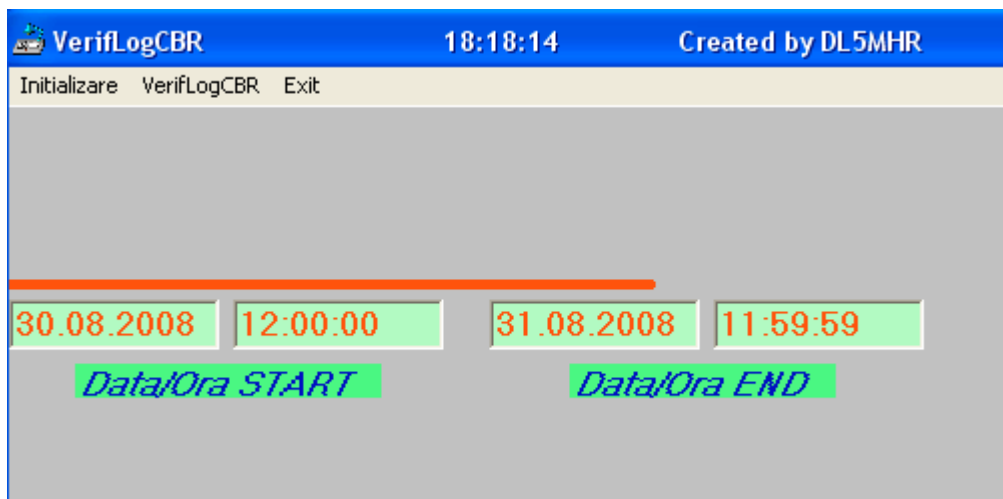 VerifLogCBR 18:18:14 Created by DL5MHR
Initializare VerifLogCBR Exit
30.08.2008 12:00:00 31.08.2008 11:59:59
Data/Ora START Data/Ora END